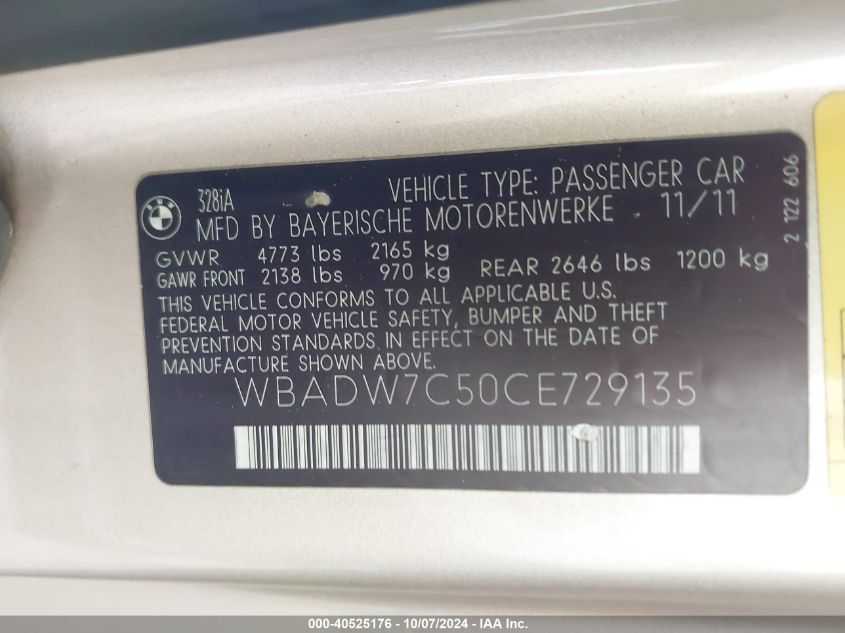 328iA
VEHICLE TYPE: PASSENGER CAR
MFD BY BAYERISCHE MOTORENWERKE 11/11
GVWR 4773 lbs 2165 kg
GAWR FRONT 2138 lbs 970 kg REAR 2646 lbs 1200 kg
THIS VEHICLE CONFORMS TO ALL APPLICABLE U.S.
FEDERAL MOTOR VEHICLE SAFETY, BUMPER AND THEFT
PREVENTION STANDARDS IN EFFECT ON THE DATE OF
MANUFACTURE SHOWN ABOVE.
WBADW7C50CE729135
2 122 606
BMW
000-40525176 - 10/07/2024 - IAA Inc.